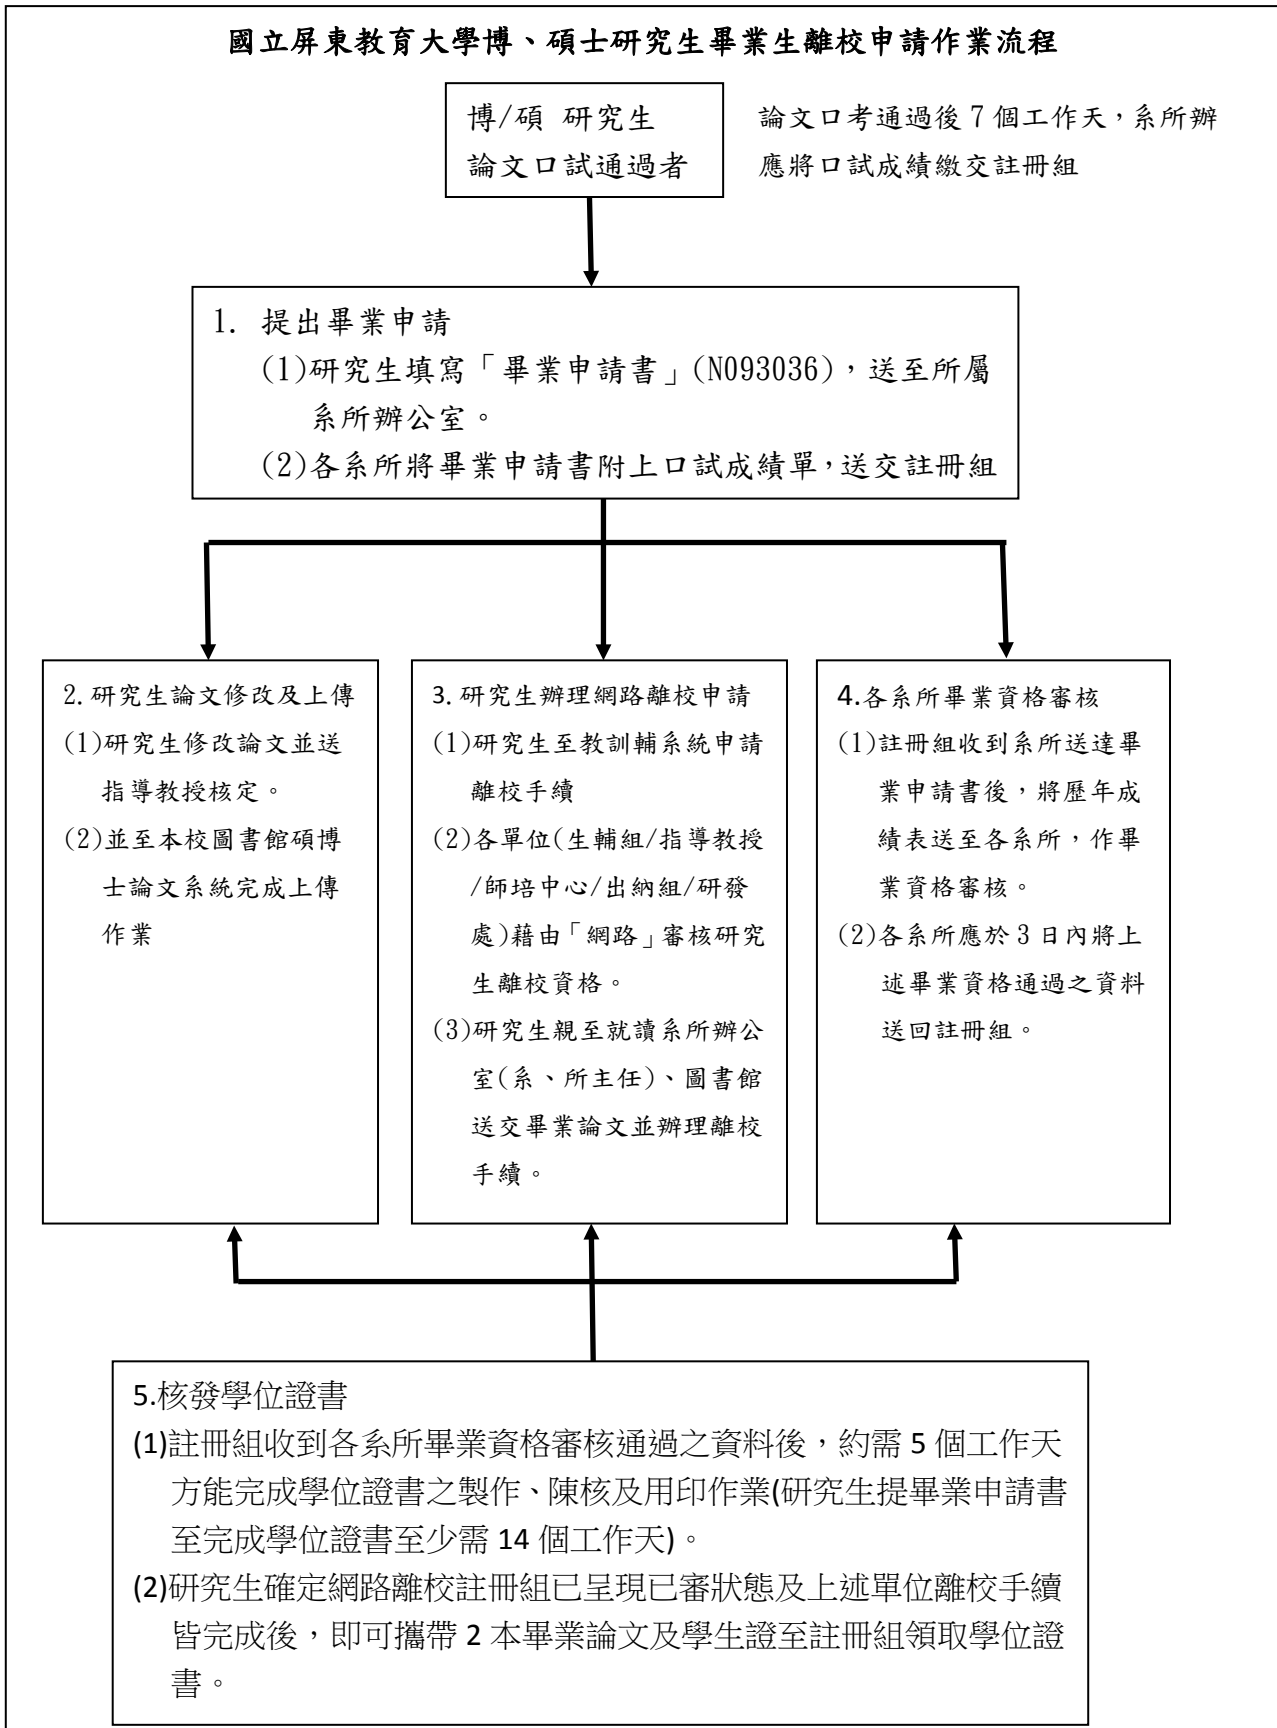 國立屏東教育大學博、碩士研究生畢業生離校申請作業流程
博/碩 研究生
論文口試通過者
論文口考通過後 7 個工作天，系所辦
應將口試成績繳交註冊組
1. 提出畢業申請
(1)研究生填寫「畢業申請書」(N093036)，送至所屬
系所辦公室。
(2)各系所將畢業申請書附上口試成績單，送交註冊組
2. 研究生論文修改及上傳
(1)研究生修改論文並送
指導教授核定。
(2)並至本校圖書館碩博
士論文系統完成上傳
作業
3. 研究生辦理網路離校申請
(1)研究生至教訓輔系統申請
離校手續
(2)各單位(生輔組/指導教授
/師培中心/出納組/研發
處)藉由「網路」審核研究
生離校資格。
(3)研究生親至就讀系所辦公
室(系、所主任)、圖書館
送交畢業論文並辦理離校
手續。
4.各系所畢業資格審核
(1)註冊組收到系所送達畢
業申請書後，將歷年成
績表送至各系所，作畢
業資格審核。
(2)各系所應於 3 日內將上
述畢業資格通過之資料
送回註冊組。
5.核發學位證書
(1)註冊組收到各系所畢業資格審核通過之資料後，約需 5 個工作天
方能完成學位證書之製作、陳核及用印作業(研究生提畢業申請書
至完成學位證書至少需 14 個工作天)。
(2)研究生確定網路離校註冊組已呈現已審狀態及上述單位離校手續
皆完成後，即可攜帶 2 本畢業論文及學生證至註冊組領取學位證
書。